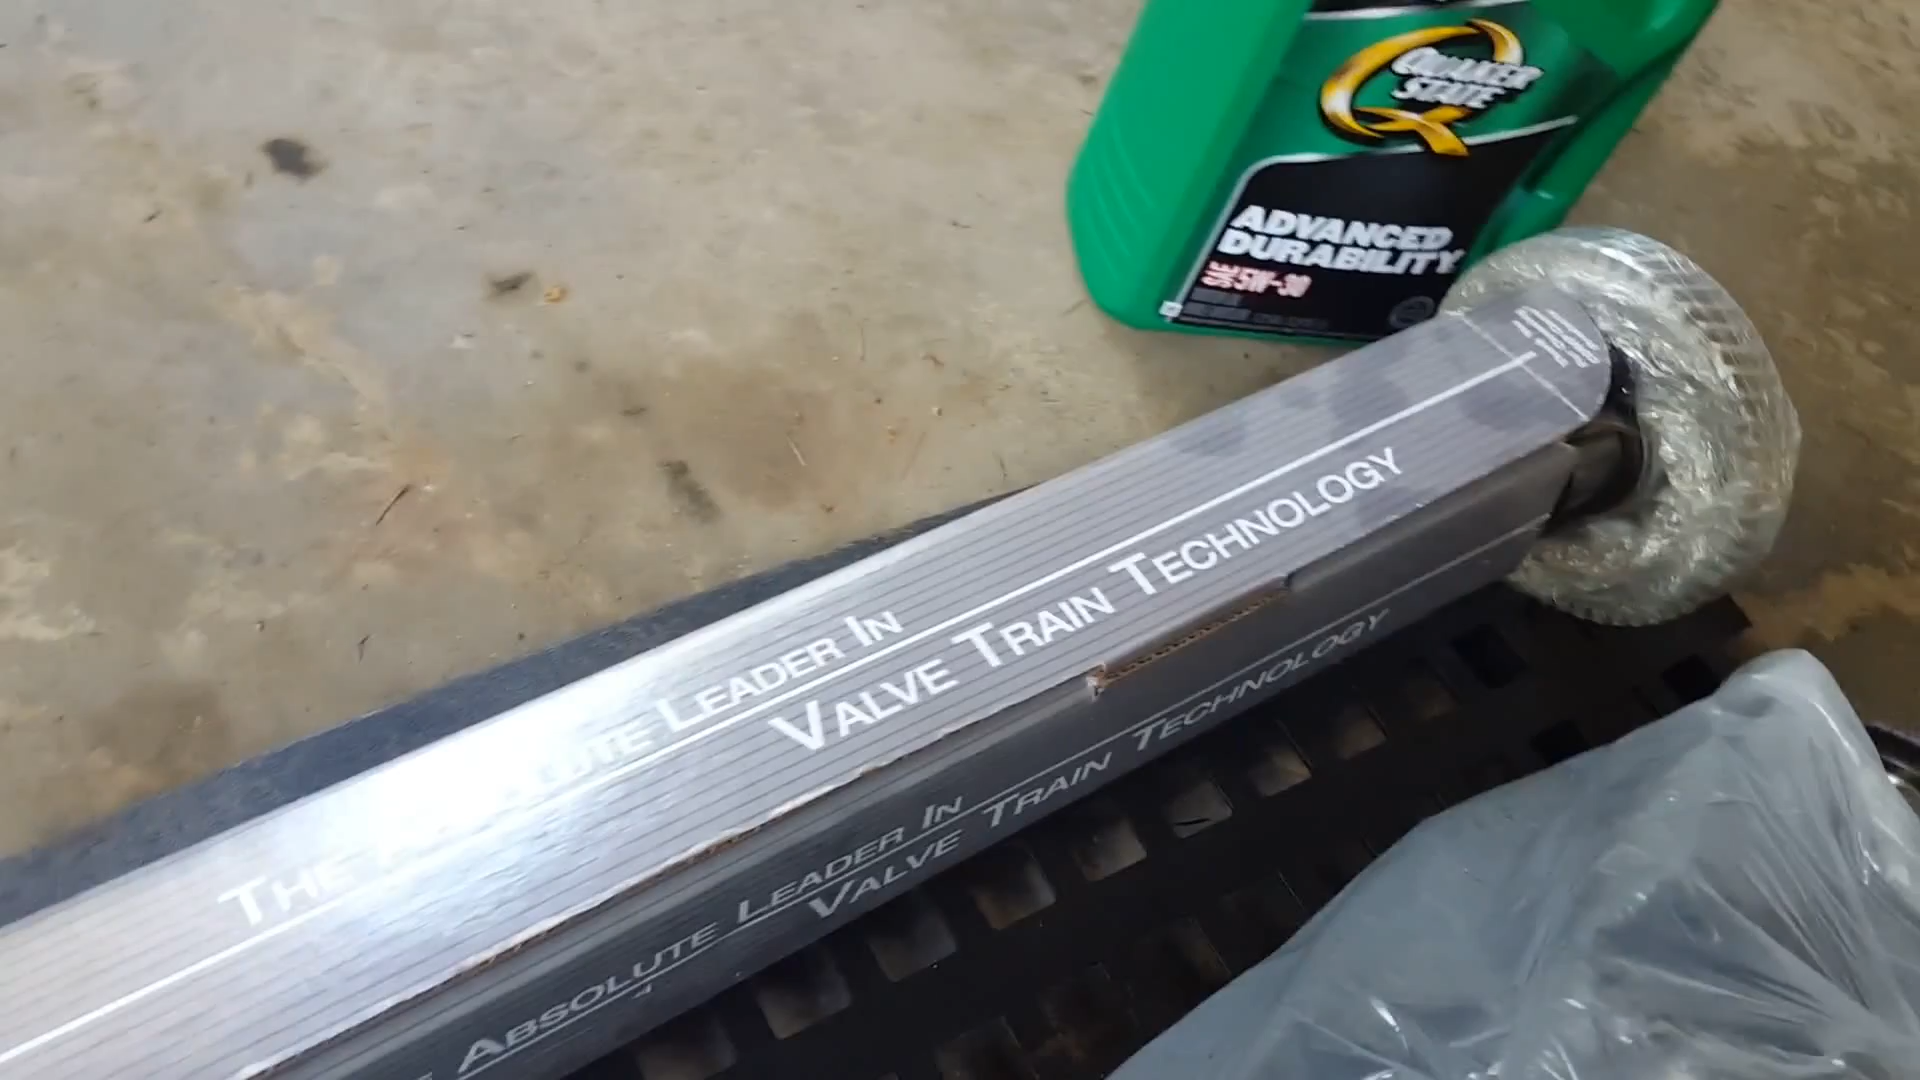 QUAKER
STATE
ADVANCED
DURABILITY
SAE 5W-30
THE ABSOLUTE LEADER IN
VALVE TRAIN TECHNOLOGY
ABSOLUTE LEADER IN
VALVE TRAIN TECHNOLOGY